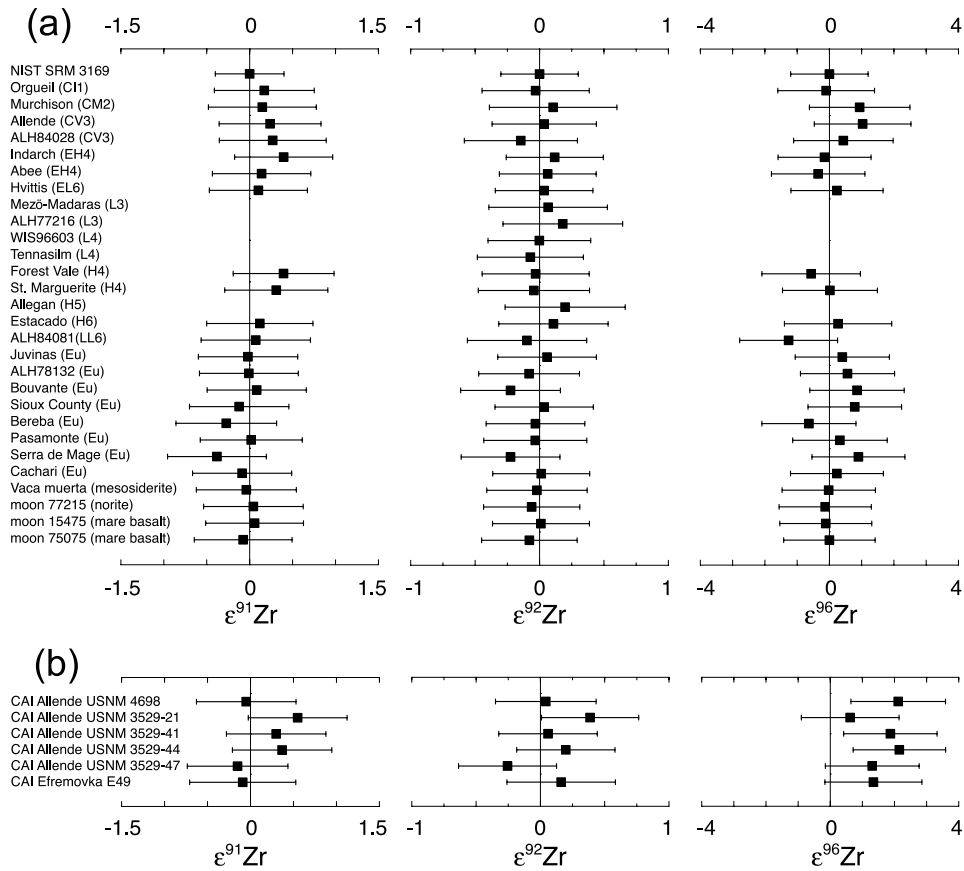 (a)
-1.5 0 1.5 -1 0 1 -4 0 4
NIST SRM 3169
Orgueil (CI1)
Murchison (CM2)
Allende (CV3)
ALH84028 (CV3)
Indarch (EH4)
Abee (EH4)
Hvittis (EL6)
Mezö-Madaras (L3)
ALH77216 (L3)
WIS96603 (L4)
Tennasilm (L4)
Forest Vale (H4)
St. Marguerite (H4)
Allegan (H5)
Estacado (H6)
ALH84081(LL6)
Juvinas (Eu)
ALH78132 (Eu)
Bouvante (Eu)
Sioux County (Eu)
Bereba (Eu)
Pasamonte (Eu)
Serra de Mage (Eu)
Cachari (Eu)
Vaca muerta (mesosiderite)
moon 77215 (norite)
moon 15475 (mare basalt)
moon 75075 (mare basalt)
-1.5 0 1.5 -1 0 1 -4 0 4
ε⁹¹Zr ε⁹²Zr ε⁹⁶Zr
(b)
CAI Allende USNM 4698
CAI Allende USNM 3529-21
CAI Allende USNM 3529-41
CAI Allende USNM 3529-44
CAI Allende USNM 3529-47
CAI Efremovka E49
-1.5 0 1.5 -1 0 1 -4 0 4
ε⁹¹Zr ε⁹²Zr ε⁹⁶Zr